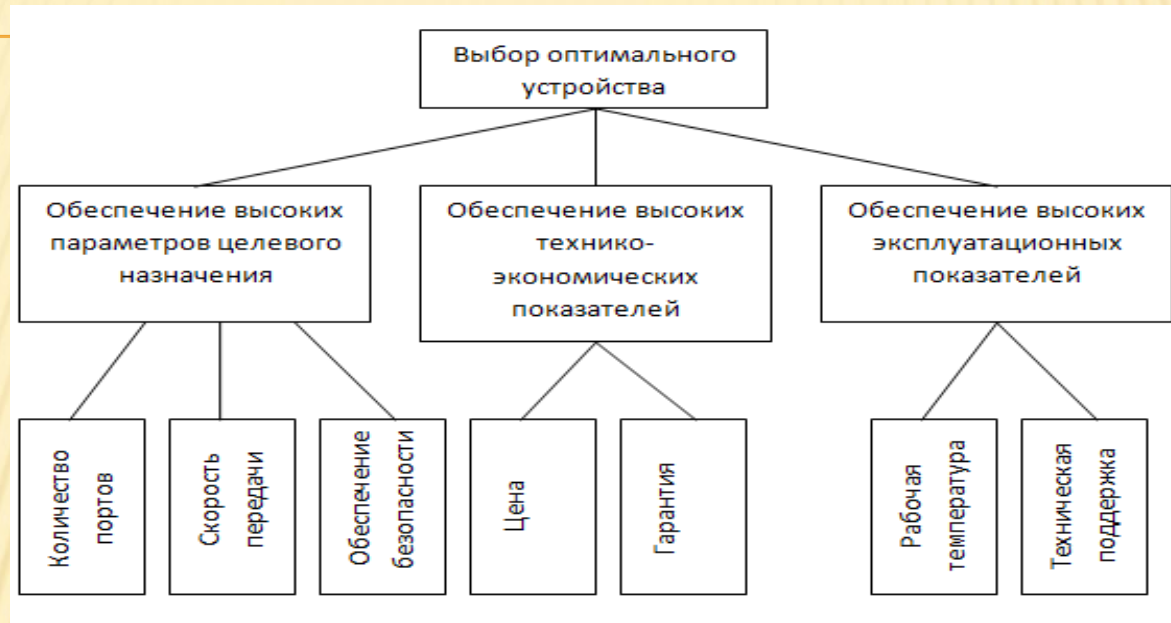 Выбор оптимального
устройства
Обеспечение высоких
параметров целевого
назначения
Обеспечение высоких
технико-
экономических
показателей
Обеспечение высоких
эксплуатационных
показателей
Количество
портов
Скорость
передачи
Обеспечение
безопасности
Цена
Гарантия
Рабочая
температура
Техническая
поддержка